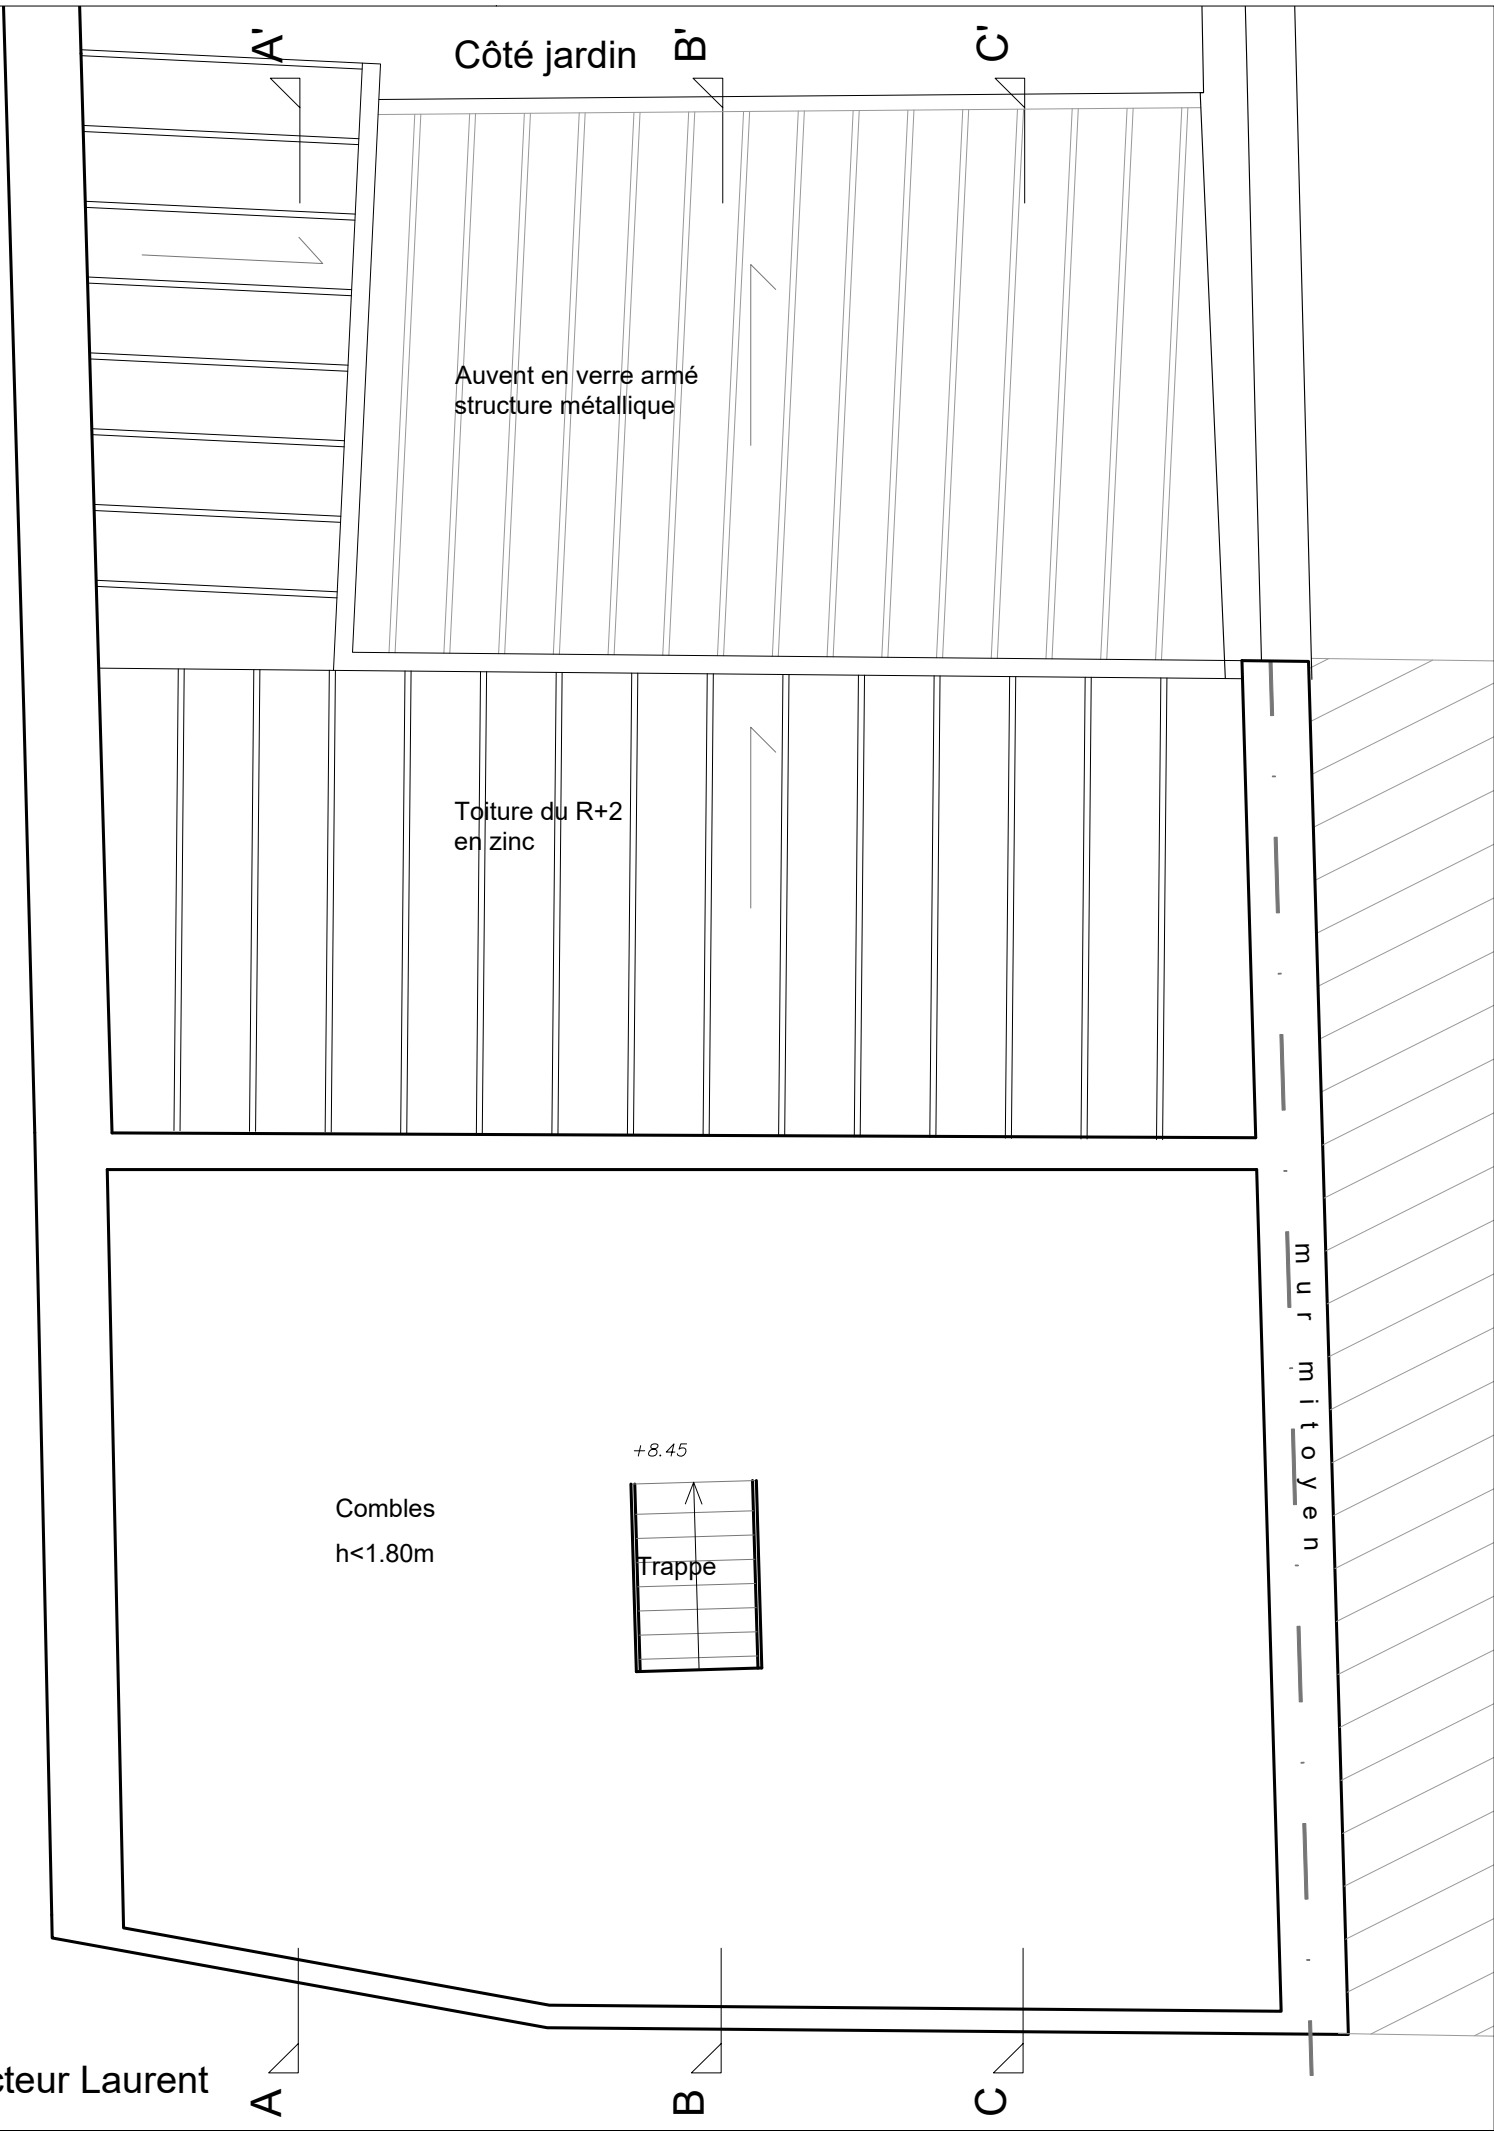 A'
Côté jardin
B'
C'
Auvent en verre armé
structure métallique
Toiture du R+2
en zinc
mur mitoyen
+8.45
Combles
h<1.80m
Trappe
Laurent
A
B
C